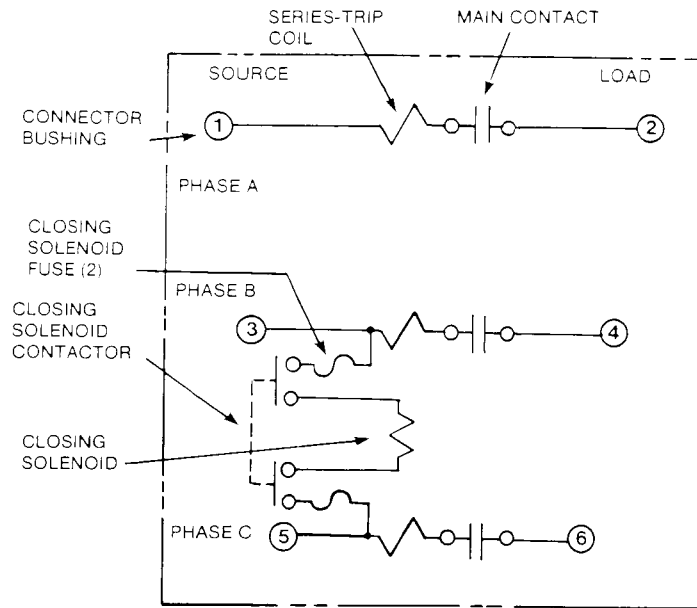 SERIES-TRIP
COIL
MAIN CONTACT
SOURCE
LOAD
CONNECTOR
BUSHING
1
2
PHASE A
CLOSING
SOLENOID
FUSE (2)
PHASE B
CLOSING
SOLENOID
CONTACTOR
3
4
CLOSING
SOLENOID
PHASE C
5
6